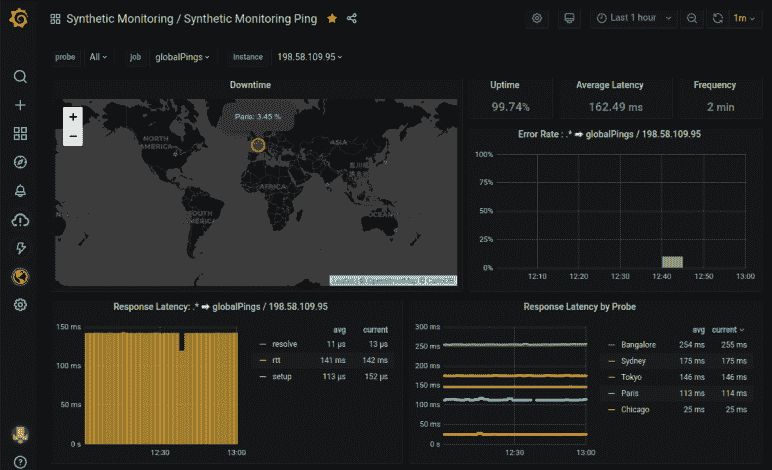 Synthetic Monitoring / Synthetic Monitoring Ping
Last 1 hour
1m
probe All job globalPings Instance 198.58.109.95
Downtime
+
−
Paris: 3.45 %
NORTH
AMERICA
SOUTH
AMERICA
AFRICA
ASIA
OCEAN
Leaflet | © OpenStreetMap © CartoDB
Uptime
99.74%
Average Latency
162.49 ms
Frequency
2 min
Error Rate : .* ➡ globalPings / 198.58.109.95
100%
75%
50%
25%
0%
12:10 12:20 12:30 12:40 12:50 13:00
Response Latency: .* ➡ globalPings / 198.58.109.95
150 ms
100 ms
50 ms
0 s
12:30 13:00
avg current
resolve 11 µs 13 µs
rtt 141 ms 142 ms
setup 113 µs 152 µs
Response Latency by Probe
300 ms
250 ms
200 ms
150 ms
100 ms
50 ms
0 s
12:30 13:00
avg current
Bangalore 254 ms 255 ms
Sydney 175 ms 175 ms
Tokyo 146 ms 146 ms
Paris 113 ms 114 ms
Chicago 25 ms 25 ms